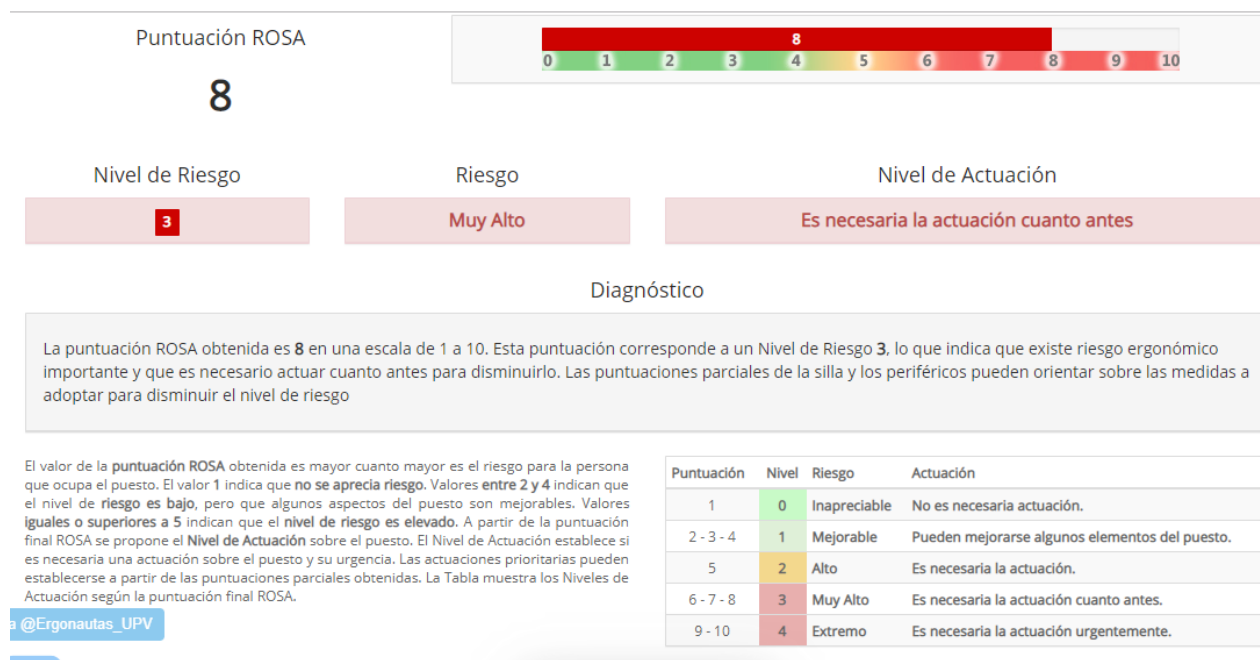 Puntuación ROSA
8
8
0 1 2 3 4 5 6 7 8 9 10
Nivel de Riesgo
3
Riesgo
Muy Alto
Nivel de Actuación
Es necesaria la actuación cuanto antes
Diagnóstico
La puntuación ROSA obtenida es 8 en una escala de 1 a 10. Esta puntuación corresponde a un Nivel de Riesgo 3, lo que indica que existe riesgo ergonómico
importante y que es necesario actuar cuanto antes para disminuirlo. Las puntuaciones parciales de la silla y los periféricos pueden orientar sobre las medidas a
adoptar para disminuir el nivel de riesgo
El valor de la puntuación ROSA obtenida es mayor cuanto mayor es el riesgo para la persona
que ocupa el puesto. El valor 1 indica que no se aprecia riesgo. Valores entre 2 y 4 indican que
el nivel de riesgo es bajo, pero que algunos aspectos del puesto son mejorables. Valores
iguales o superiores a 5 indican que el nivel de riesgo es elevado. A partir de la puntuación
final ROSA se propone el Nivel de Actuación sobre el puesto. El Nivel de Actuación establece si
es necesaria una actuación sobre el puesto y su urgencia. Las actuaciones prioritarias pueden
establecerse a partir de las puntuaciones parciales obtenidas. La Tabla muestra los Niveles de
Actuación según la puntuación final ROSA.
a @Ergonautas_UPV
Puntuación Nivel Riesgo Actuación
1 0 Inapreciable No es necesaria actuación.
2 - 3 - 4 1 Mejorable Pueden mejorarse algunos elementos del puesto.
5 2 Alto Es necesaria la actuación.
6 - 7 - 8 3 Muy Alto Es necesaria la actuación cuanto antes.
9 - 10 4 Extremo Es necesaria la actuación urgentemente.